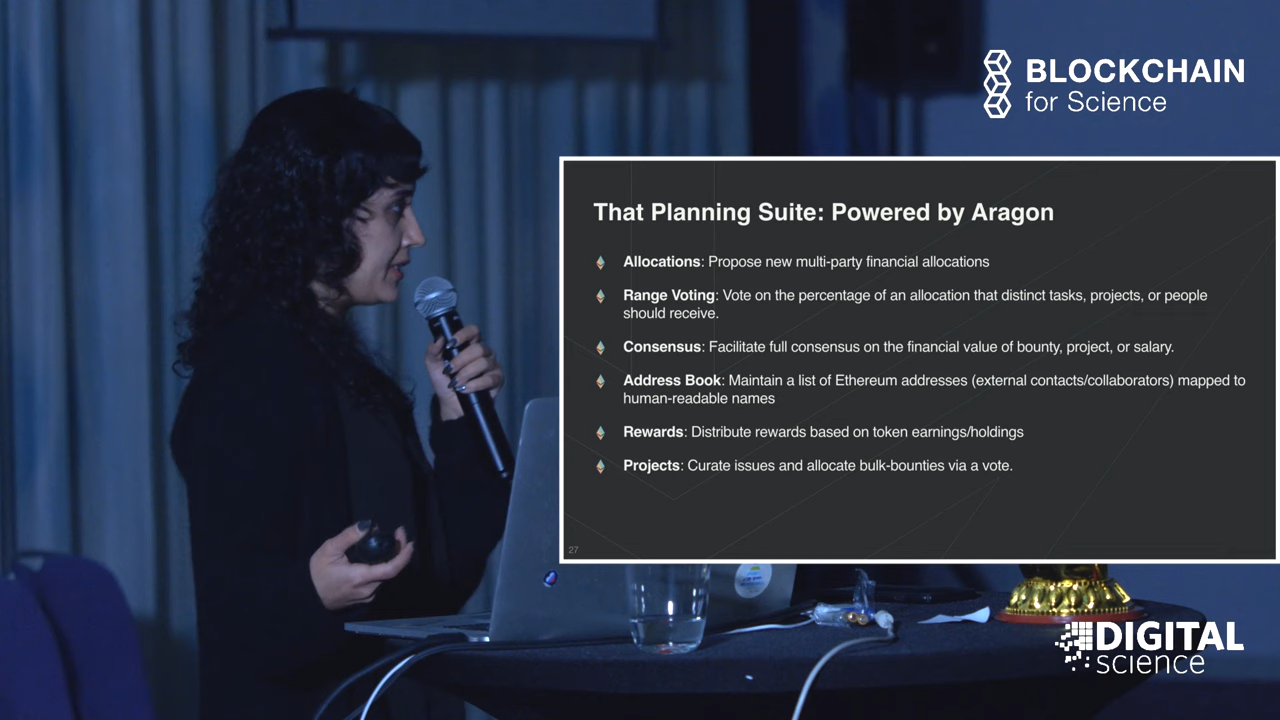 BLOCKCHAIN
for Science
That Planning Suite: Powered by Aragon
Allocations: Propose new multi-party financial allocations
Range Voting: Vote on the percentage of an allocation that distinct tasks, projects, or people
should receive.
Consensus: Facilitate full consensus on the financial value of bounty, project, or salary.
Address Book: Maintain a list of Ethereum addresses (external contacts/collaborators) mapped to
human-readable names
Rewards: Distribute rewards based on token earnings/holdings
Projects: Curate issues and allocate bulk-bounties via a vote.
27
DIGITAL
science